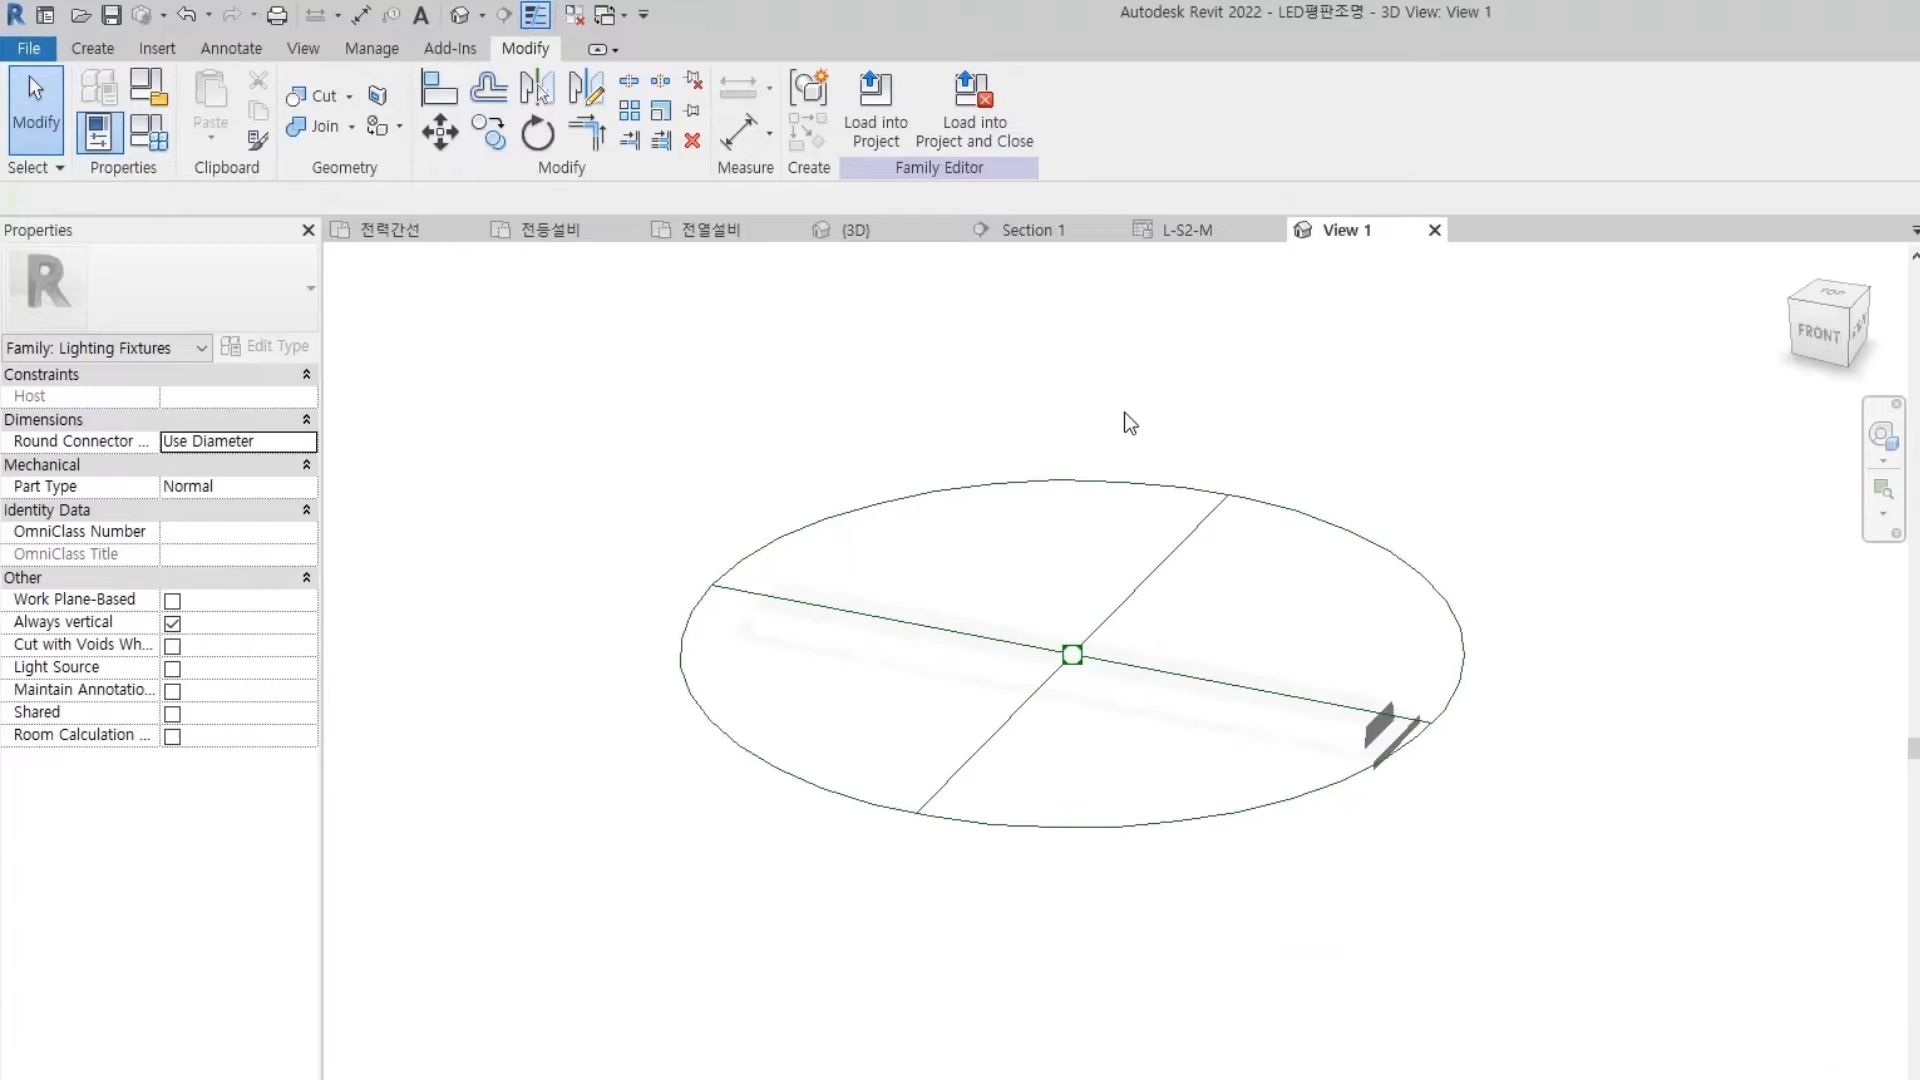 Autodesk Revit 2022 - LED평판조명 - 3D View: View 1
File Create Insert Annotate View Manage Add-Ins Modify
Modify
Paste
Cut
Join
Load into Project
Load into Project and Close
Select Properties Clipboard Geometry Modify Measure Create Family Editor
Properties
전력간선 전등설비 전열설비 {3D} Section 1 L-S2-M View 1
R
Family: Lighting Fixtures Edit Type
Constraints
Host
Dimensions
Round Connector ... Use Diameter
Mechanical
Part Type Normal
Identity Data
OmniClass Number
OmniClass Title
Other
Work Plane-Based
Always vertical
Cut with Voids Wh...
Light Source
Maintain Annotatio...
Shared
Room Calculation ...
TOP
FRONT